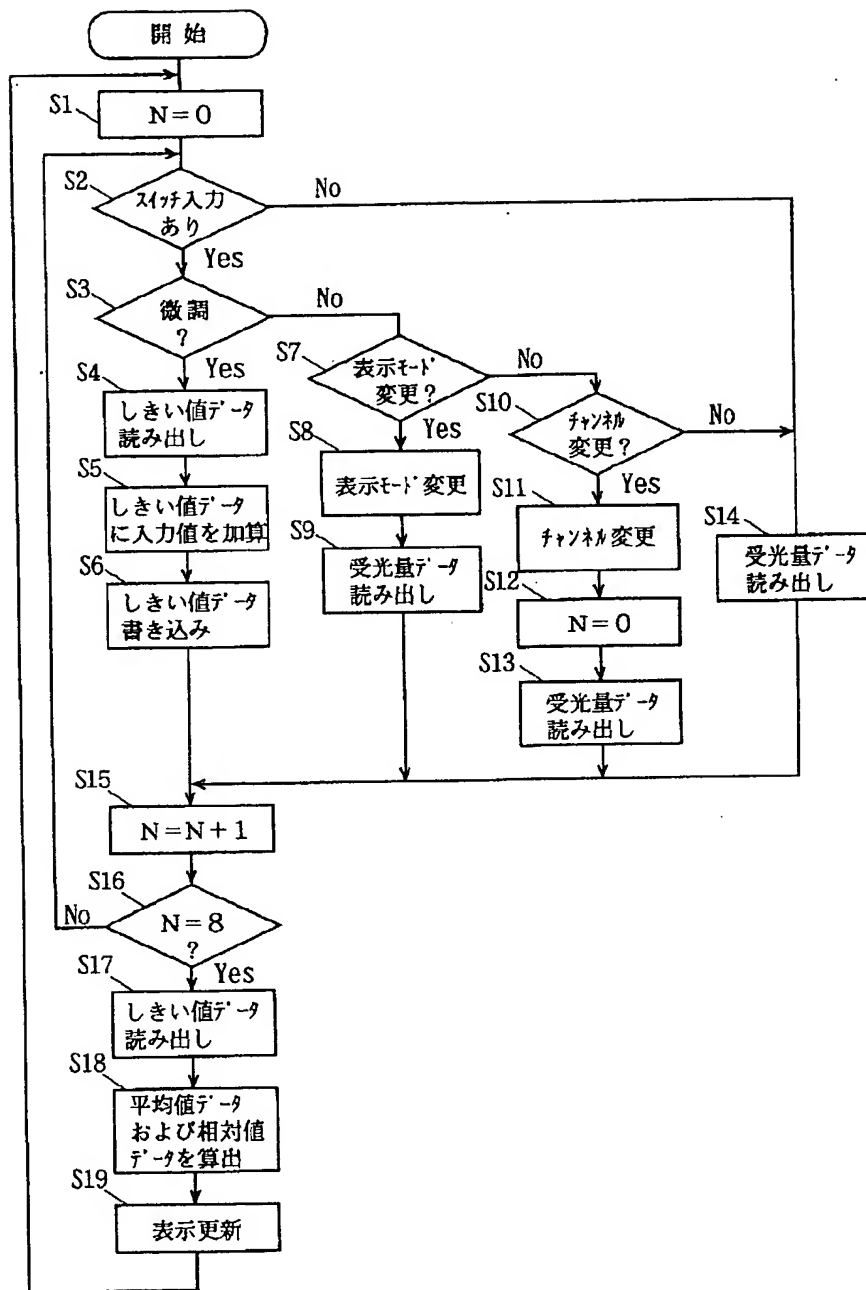 開始
S1
N=0
S2
スイッチ入力
あり
No
Yes
S3
微調
?
No
Yes
S4
しきい値データ
読み出し
S5
しきい値データ
に入力値を加算
S6
しきい値データ
書き込み
S7
表示モード
変更?
No
Yes
S8
表示モード変更
S9
受光量データ
読み出し
S10
チャンネル
変更?
No
Yes
S11
チャンネル変更
S12
N=0
S13
受光量データ
読み出し
S14
受光量データ
読み出し
S15
N=N+1
S16
N=8
?
No
Yes
S17
しきい値データ
読み出し
S18
平均値データ
および相対値
データを算出
S19
表示更新